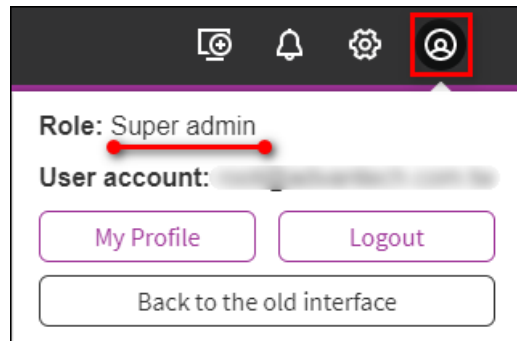 Role: Super admin
User account:
My Profile
Logout
Back to the old interface